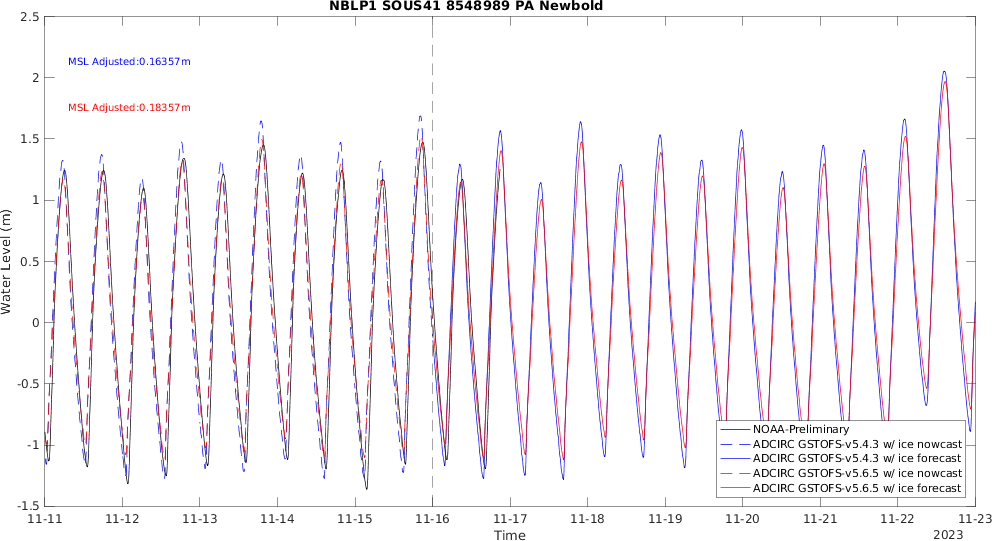 NBLP1 SOUS41 8548989 PA Newbold
2.5
2
1.5
1
0.5
0
-0.5
-1
-1.5
Water Level (m)
MSL Adjusted:0.16357m
MSL Adjusted:0.18357m
NOAA-Preliminary
ADCIRC GSTOFS-v5.4.3 w/ ice nowcast
ADCIRC GSTOFS-v5.4.3 w/ ice forecast
ADCIRC GSTOFS-v5.6.5 w/ ice nowcast
ADCIRC GSTOFS-v5.6.5 w/ ice forecast
11-11 11-12 11-13 11-14 11-15 11-16 11-17 11-18 11-19 11-20 11-21 11-22 11-23
Time
2023